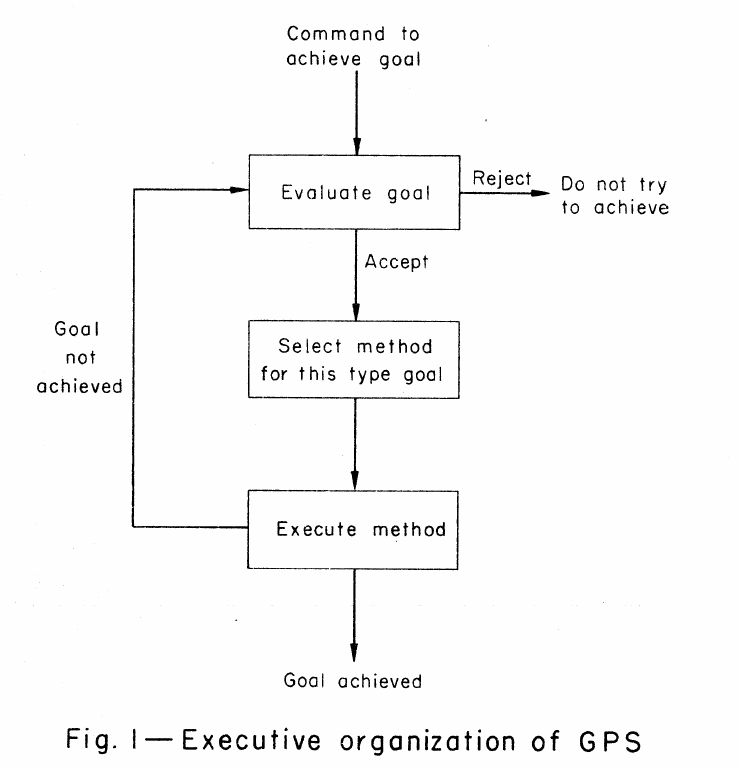 Command to
achieve goal
Evaluate goal
Reject
Do not try
to achieve
Accept
Goal
not
achieved
Select method
for this type goal
Execute method
Goal achieved
Fig. 1—Executive organization of GPS